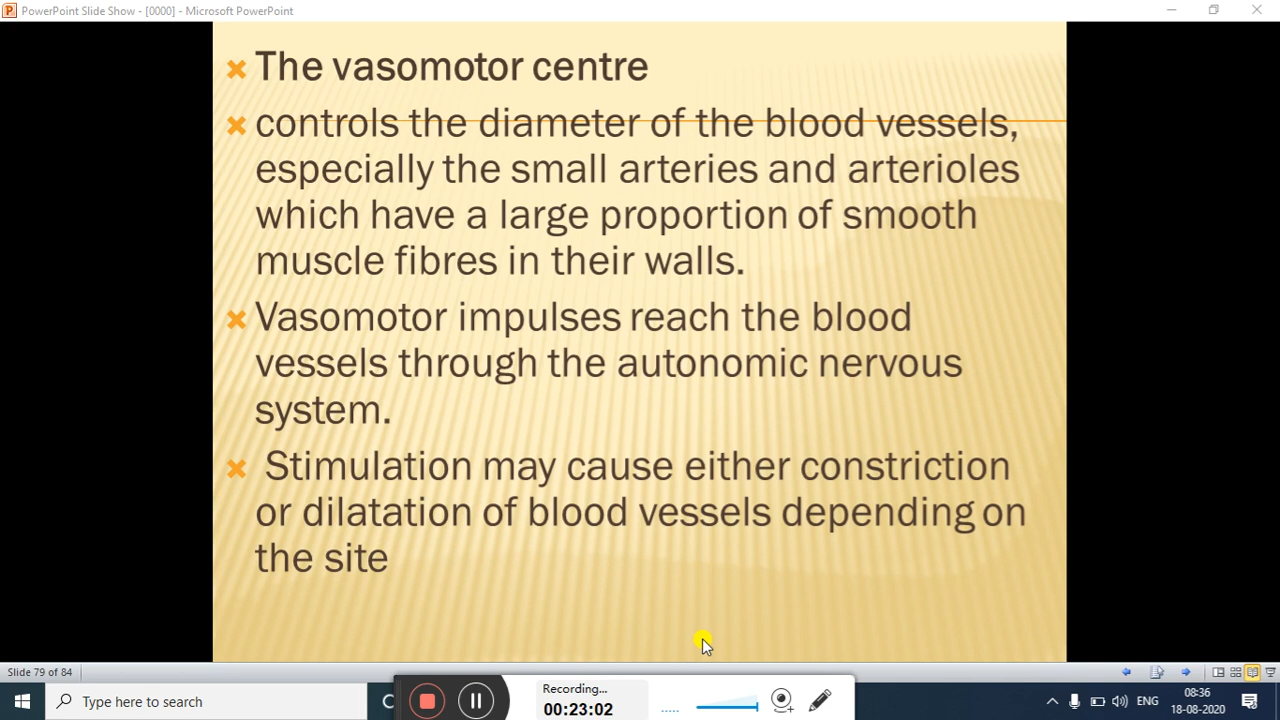 PowerPoint Slide Show - [0000] - Microsoft PowerPoint
The vasomotor centre
controls the diameter of the blood vessels,
especially the small arteries and arterioles
which have a large proportion of smooth
muscle fibres in their walls.
Vasomotor impulses reach the blood
vessels through the autonomic nervous
system.
Stimulation may cause either constriction
or dilatation of blood vessels depending on
the site
Slide 79 of 84
Type here to search
Recording...
00:23:02
ENG
08:36
18-08-2020